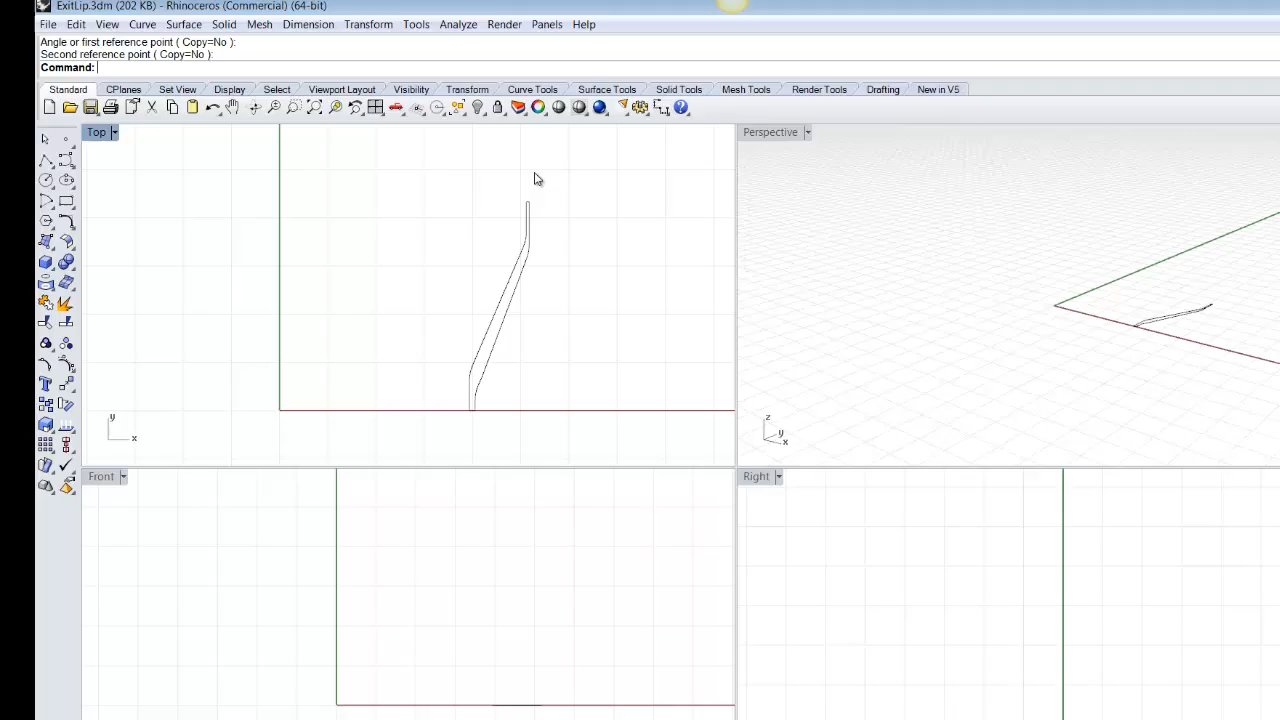 ExitLip.3dm (202 KB) - Rhinoceros (Commercial) (64-bit)
File Edit View Curve Surface Solid Mesh Dimension Transform Tools Analyze Render Panels Help
Angle or first reference point ( Copy=No ):
Second reference point ( Copy=No ):
Command:
Standard CPlanes Set View Display Select Viewport Layout Visibility Transform Curve Tools Surface Tools Solid Tools Mesh Tools Render Tools Drafting New in V5
Top
Perspective
y
x
z
y
x
Front
Right